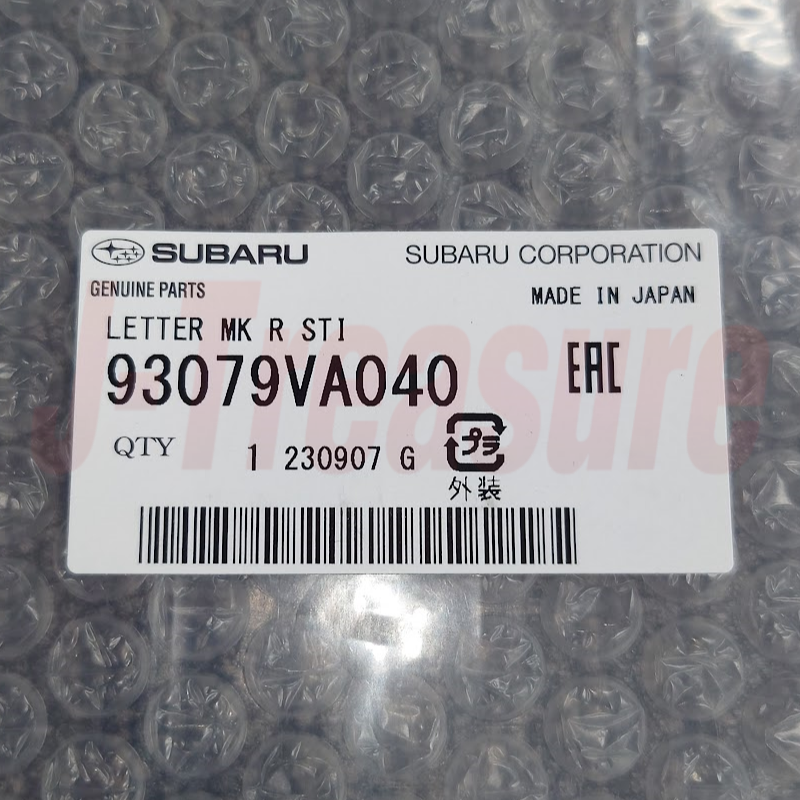 SUBARU SUBARU CORPORATION
GENUINE PARTS MADE IN JAPAN
LETTER MK R STI
93079VA040 EAC
QTY 1 230907 G プラ
外装
J-Treasure